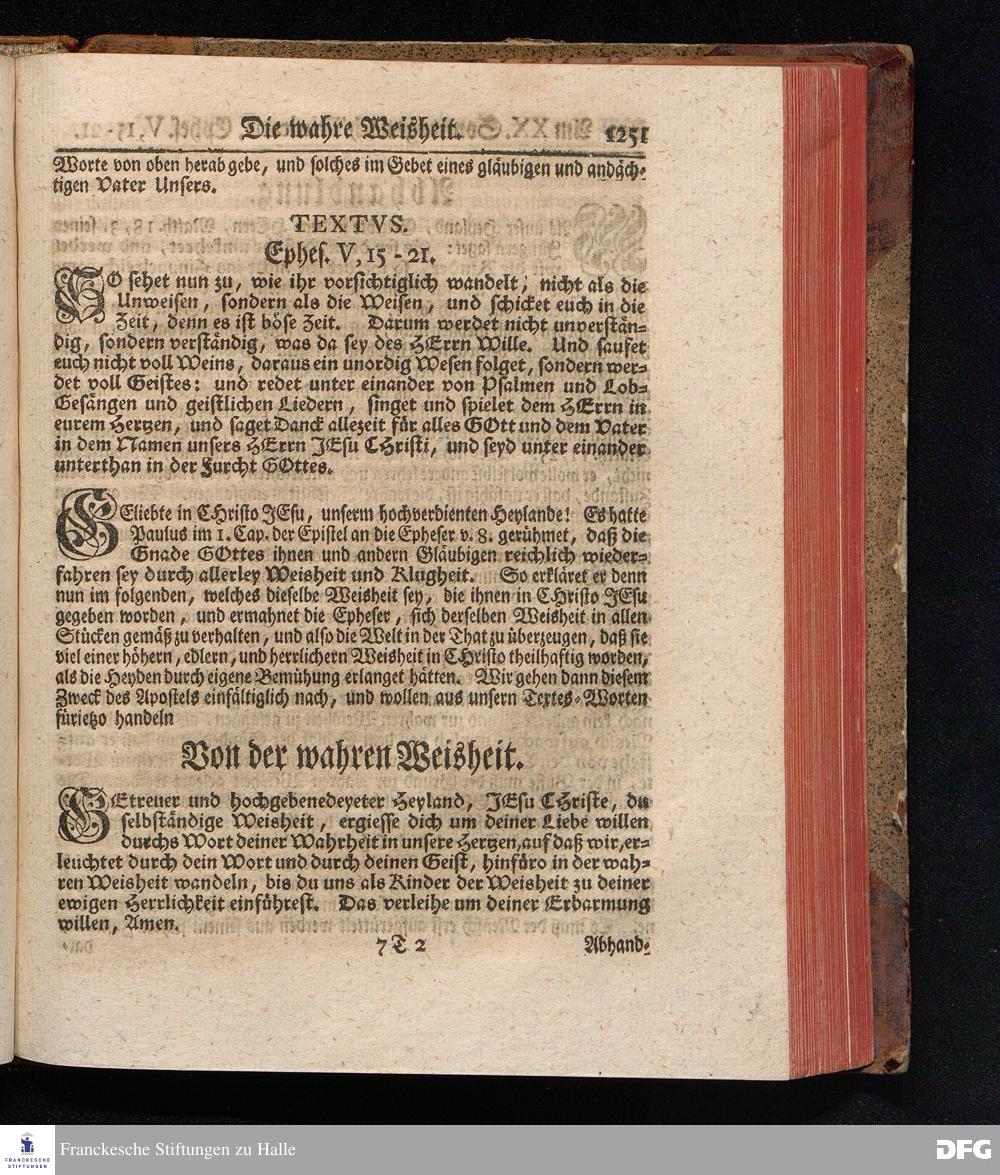 Die wahre Weisheit. 1251
Worte von oben herab gebe, und solches im Gebet eines gläubigen und andäch-
tigen Vater Unsers.
TEXTVS.
Ephes. V, 15 - 21.
SO sehet nun zu, wie ihr vorsichtiglich wandelt; nicht als die
Unweisen, sondern als die Weisen, und schicket euch in die
Zeit, denn es ist böse Zeit. Darum werdet nicht unverstän-
dig, sondern verständig, was da sey des HErrn Wille. Und saufet
euch nicht voll Weins, daraus ein unordig Wesen folget, sondern wer-
det voll Geistes: und redet unter einander von Psalmen und Lob-
Gesängen und geistlichen Liedern, singet und spielet dem HErrn in
eurem Hertzen, und saget Danck allezeit für alles GOtt und dem Vater
in dem Namen unsers HErrn JEsu CHristi, und seyd unter einander
unterthan in der Furcht GOttes.
GEliebte in CHristo JEsu, unserm hochverdienten Heylande! Es hatte
Paulus im 1. Cap. der Epistel an die Epheser v. 8. gerühmet, daß die
Gnade GOttes ihnen und andern Gläubigen reichlich wieder-
fahren sey durch allerley Weisheit und Klugheit. So erkläret er denn
nun im folgenden, welches dieselbe Weisheit sey, die ihnen in CHristo JEsu
gegeben worden, und ermahnet die Epheser, sich derselben Weisheit in allen
Stücken gemäß zu verhalten, und also die Welt in der That zu überzeugen, daß sie
viel einer höhern, edlern, und herrlichern Weisheit in CHristo theilhaftig worden,
als die Heyden durch eigene Bemühung erlanget hätten. Wir gehen dann diesem
Zweck des Apostels einfältiglich nach, und wollen aus unsern Textes-Worten
fürietzo handeln
Von der wahren Weisheit.
GEtreuer und hochgebenedeyeter Heyland, JEsu CHriste, du
selbständige Weisheit, ergiesse dich um deiner Liebe willen
durchs Wort deiner Wahrheit in unsere Hertzen, auf daß wir, er-
leuchtet durch dein Wort und durch deinen Geist, hinfüro in der wah-
ren Weisheit wandeln, bis du uns als Kinder der Weisheit zu deiner
ewigen Herrlichkeit einführest. Das verleihe um deiner Erbarmung
willen, Amen.
7 T 2 Abhand-
FRANCKESCHE STIFTUNGEN
Franckesche Stiftungen zu Halle
DFG